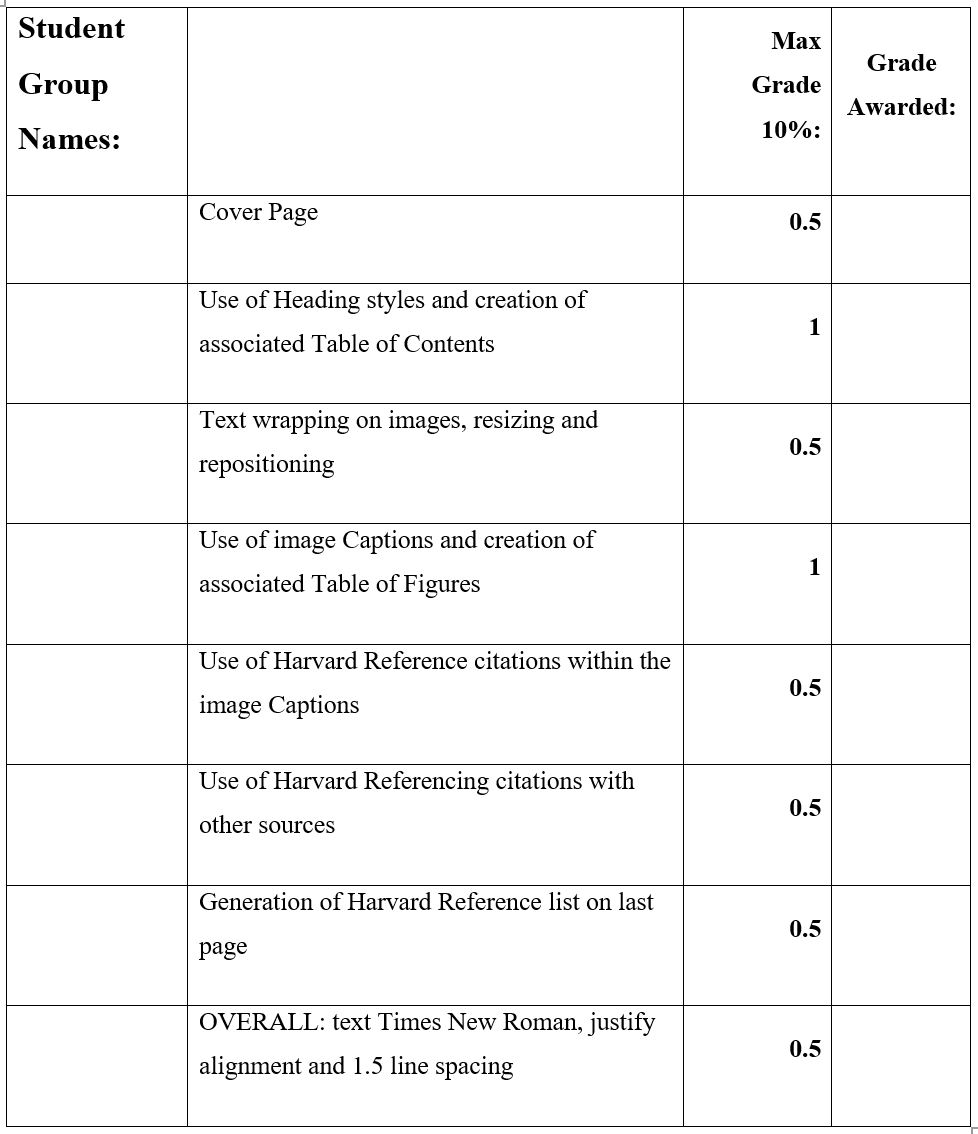 Student
Group
Names:
Max
Grade
10%:
Grade
Awarded:
Cover Page
0.5
Use of Heading styles and creation of
associated Table of Contents
1
Text wrapping on images, resizing and
repositioning
0.5
Use of image Captions and creation of
associated Table of Figures
1
Use of Harvard Reference citations within the
image Captions
0.5
Use of Harvard Referencing citations with
other sources
0.5
Generation of Harvard Reference list on last
page
0.5
OVERALL: text Times New Roman, justify
alignment and 1.5 line spacing
0.5